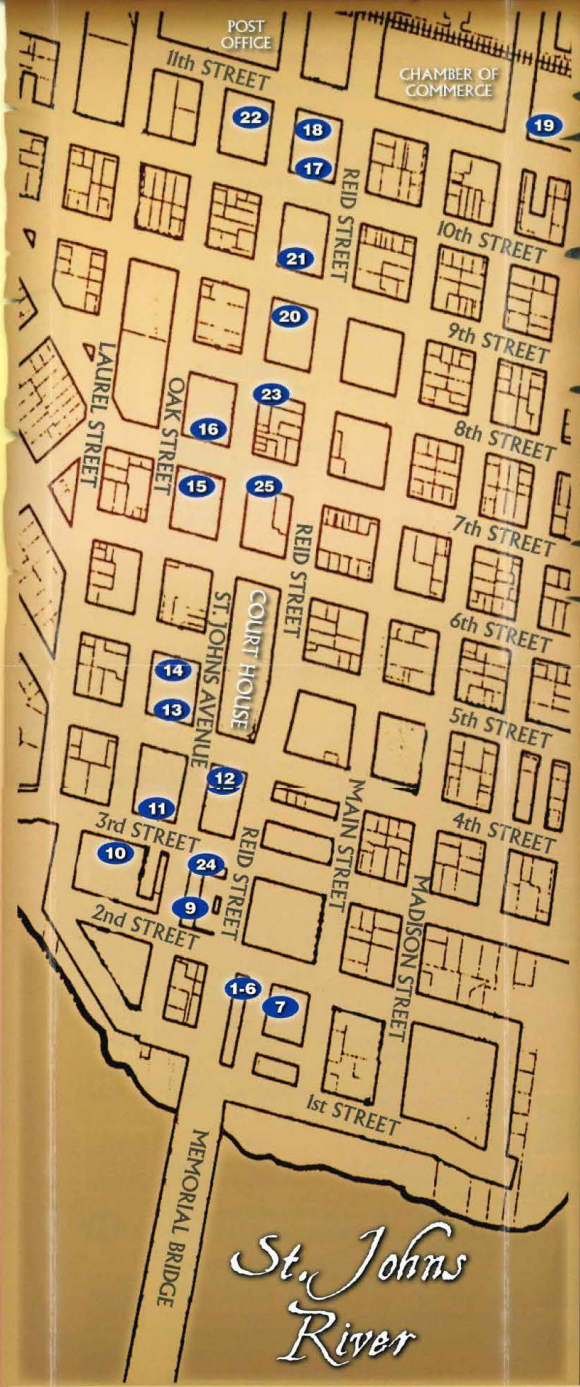 POST
OFFICE
11th STREET
CHAMBER OF
COMMERCE
22
18
19
17
REID STREET
10th STREET
21
20
9th STREET
LAUREL STREET
OAK STREET
23
8th STREET
16
15
25
7th STREET
REID STREET
ST. JOHNS AVENUE
COURT HOUSE
6th STREET
14
13
5th STREET
12
MAIN STREET
11
3rd STREET
4th STREET
10
24
REID STREET
9
MADISON STREET
2nd STREET
1-6
7
1st STREET
MEMORIAL BRIDGE
St. Johns
River